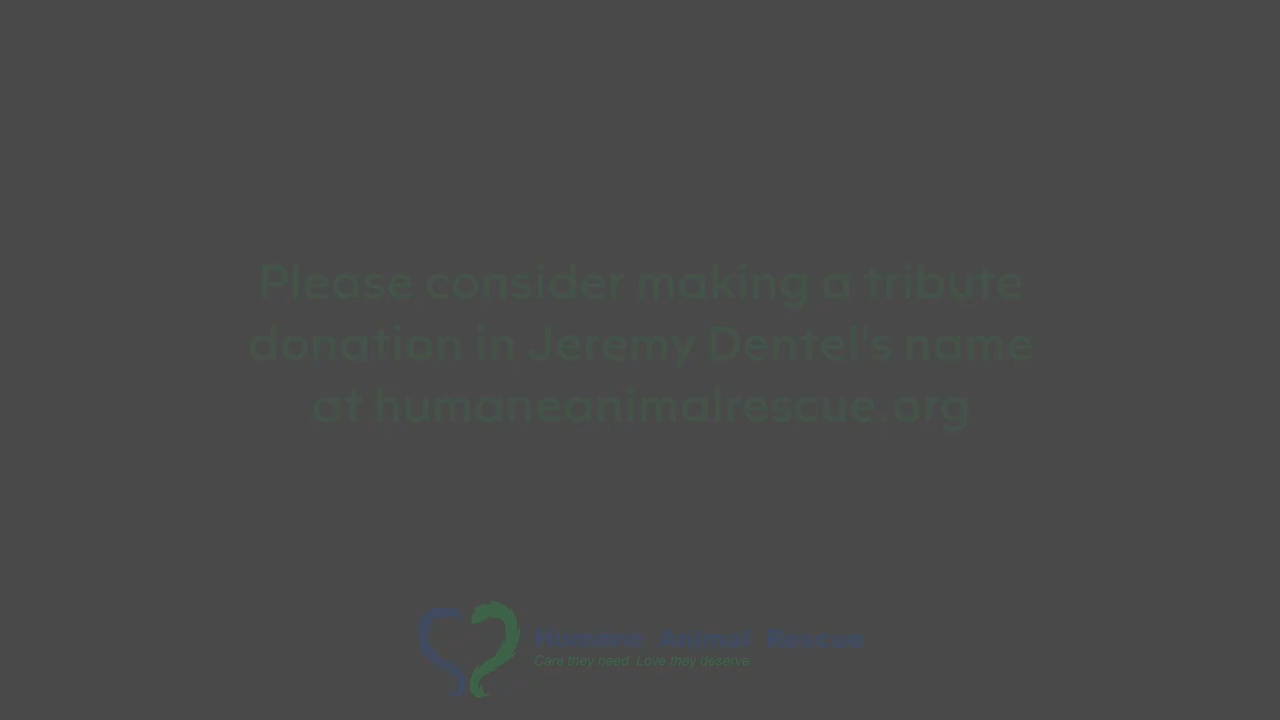 Please consider making a tribute
donation in Jeremy Dentel's name
at humaneanimalrescue.org
Humane Animal Rescue
Care they need. Love they deserve.